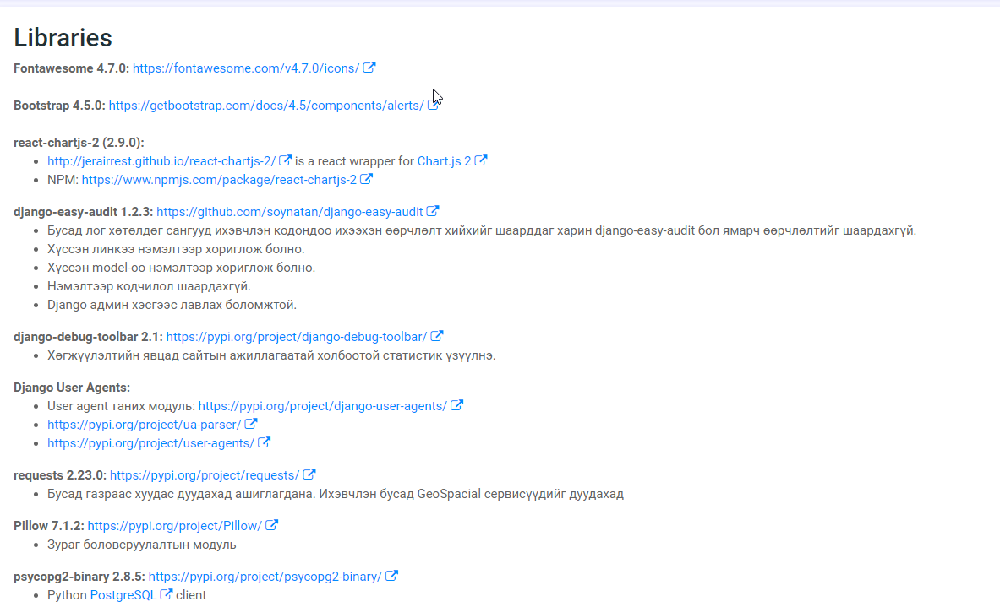 Libraries
Fontawesome 4.7.0: https://fontawesome.com/v4.7.0/icons/
Bootstrap 4.5.0: https://getbootstrap.com/docs/4.5/components/alerts/
react-chartjs-2 (2.9.0):
http://jerairrest.github.io/react-chartjs-2/ is a react wrapper for Chart.js 2
NPM: https://www.npmjs.com/package/react-chartjs-2
django-easy-audit 1.2.3: https://github.com/soynatan/django-easy-audit
Бусад лог хөтөлдөг сангууд ихэвчлэн кодондоо ихээхэн өөрчлөлт хийхийг шаарддаг харин django-easy-audit бол ямарч өөрчлөлтийг шаардахгүй.
Хүссэн линкээ нэмэлтээр хориглож болно.
Хүссэн model-оо нэмэлтээр хориглож болно.
Нэмэлтээр кодчилол шаардахгүй.
Django админ хэсгээс лавлах боломжтой.
django-debug-toolbar 2.1: https://pypi.org/project/django-debug-toolbar/
Хөгжүүлэлтийн явцад сайтын ажиллагаатай холбоотой статистик үзүүлнэ.
Django User Agents:
User agent таних модуль: https://pypi.org/project/django-user-agents/
https://pypi.org/project/ua-parser/
https://pypi.org/project/user-agents/
requests 2.23.0: https://pypi.org/project/requests/
Бусад газраас хуудас дуудахад ашиглагдана. Ихэвчлэн бусад GeoSpacial сервисүүдийг дуудахад
Pillow 7.1.2: https://pypi.org/project/Pillow/
Зураг боловсруулалтын модуль
psycopg2-binary 2.8.5: https://pypi.org/project/psycopg2-binary/
Python PostgreSQL client